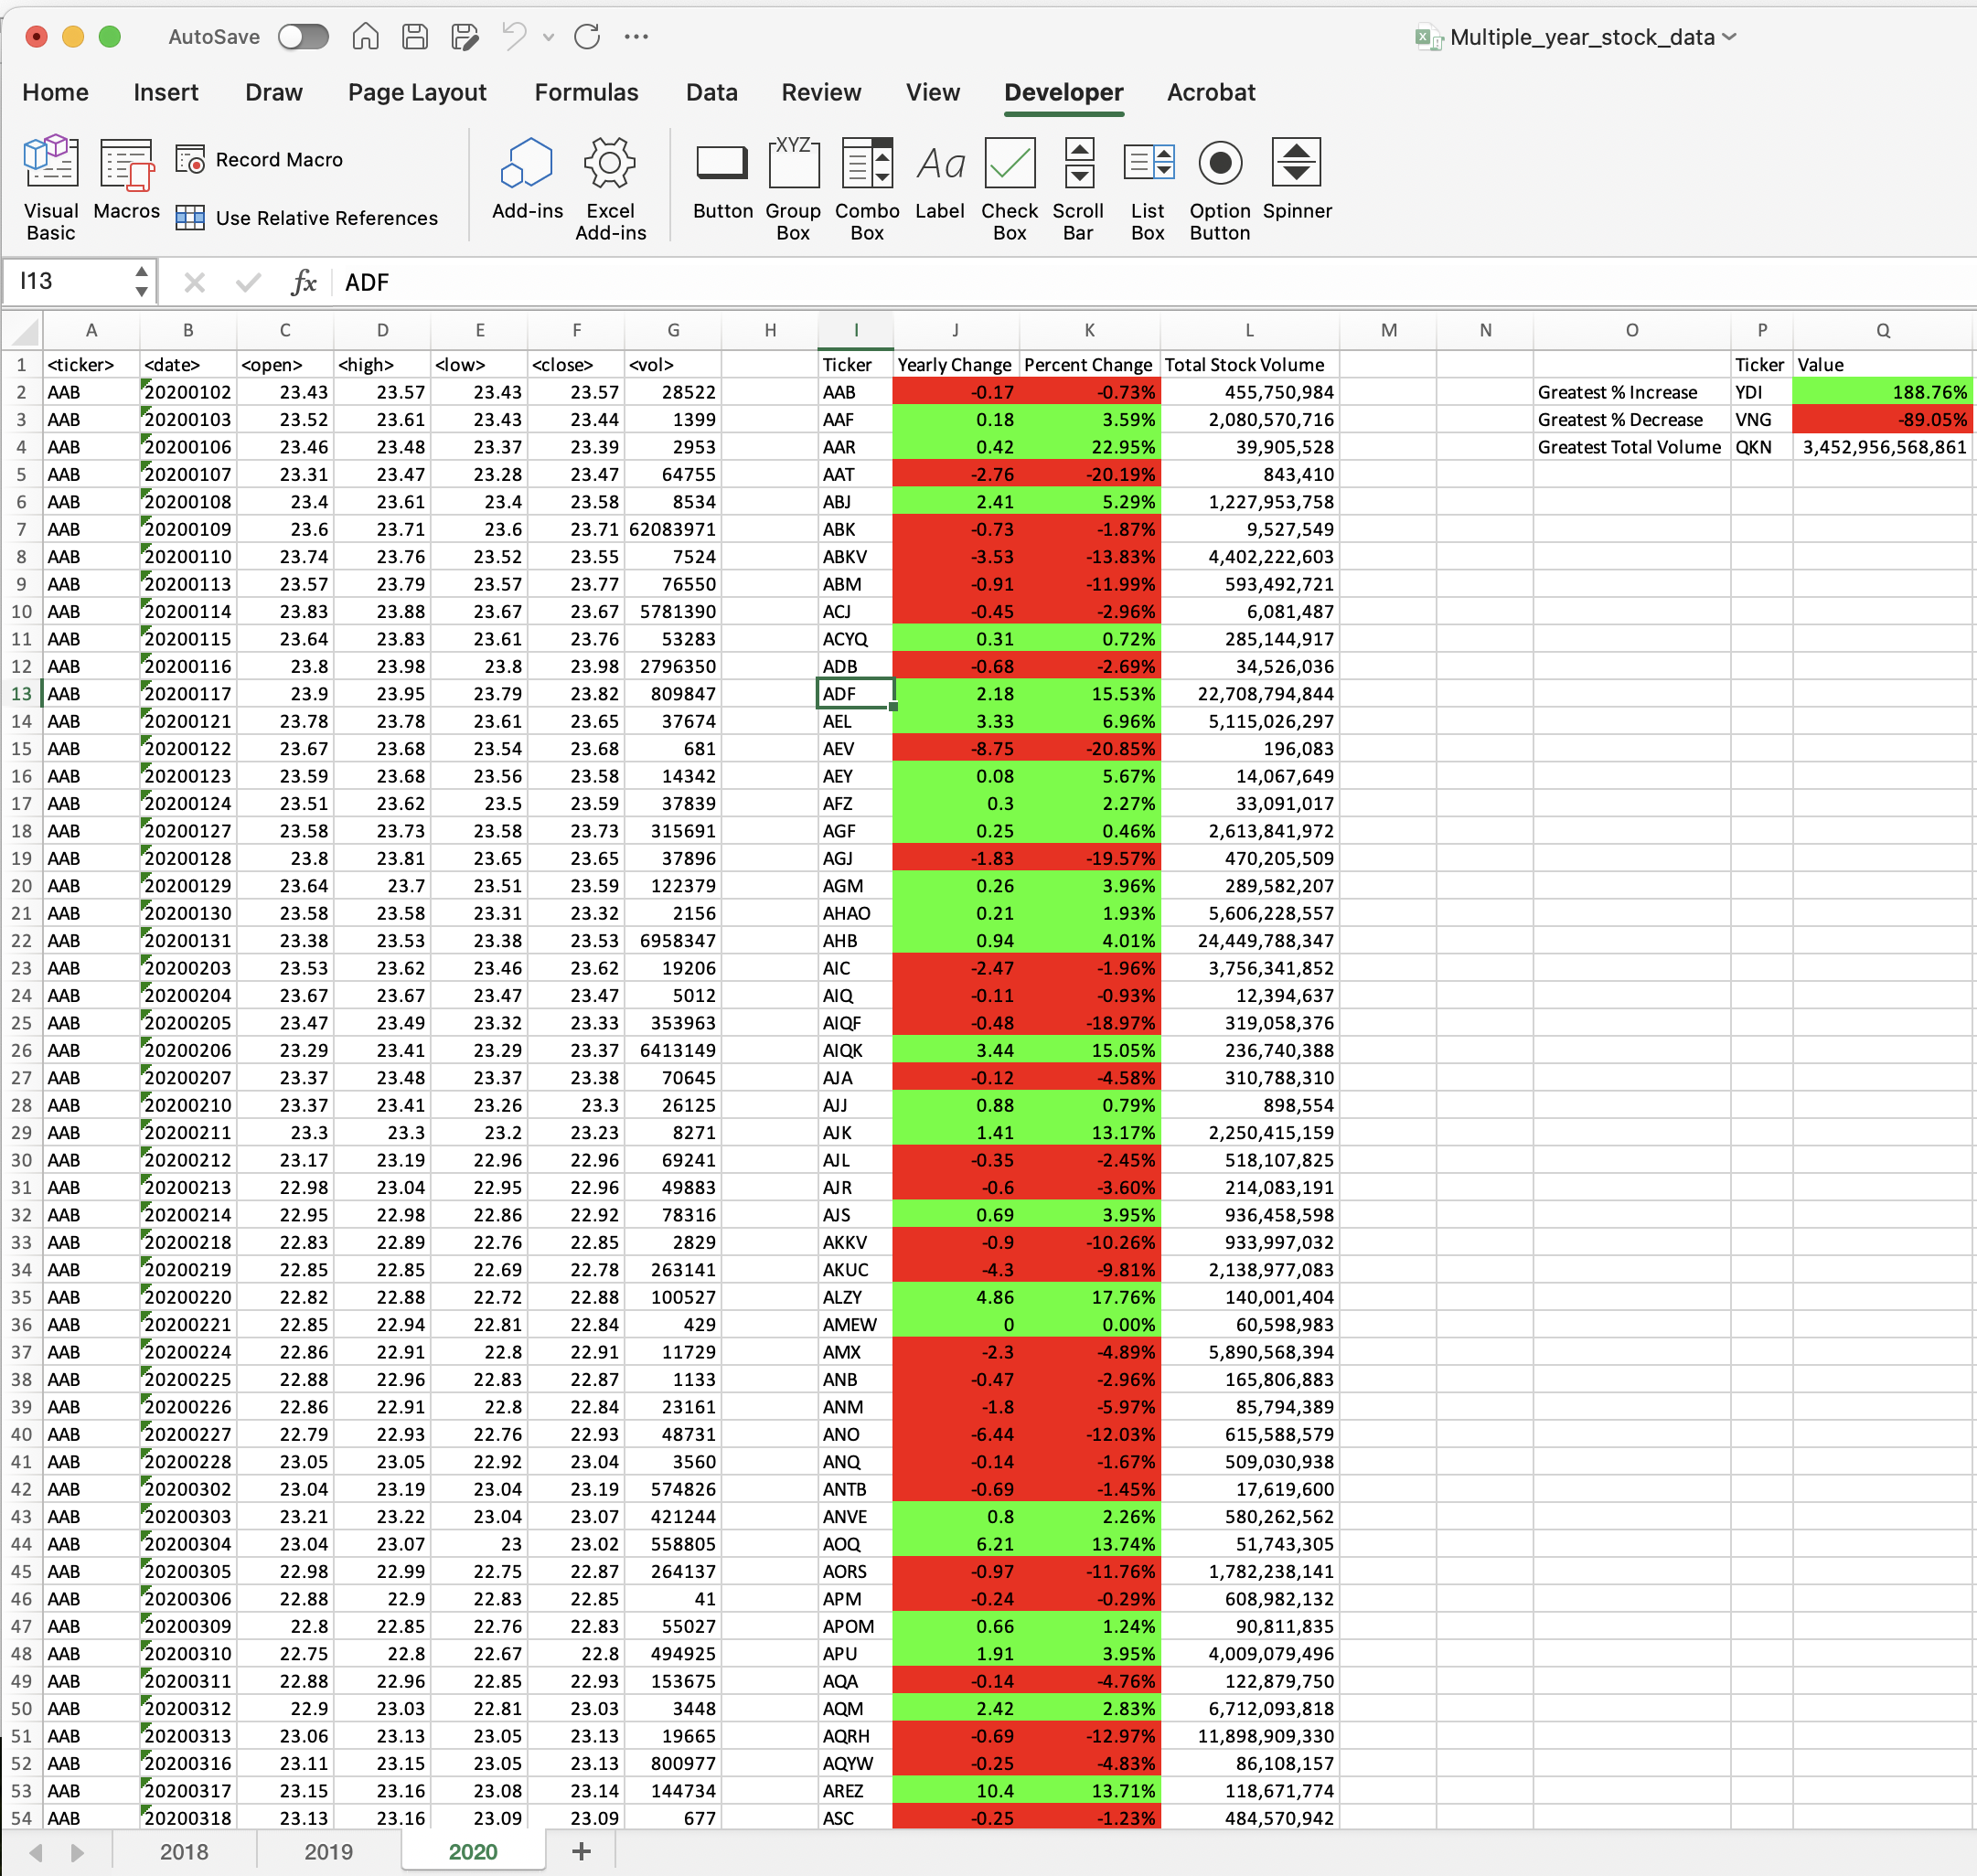 AutoSave
Multiple_year_stock_data
Home Insert Draw Page Layout Formulas Data Review View Developer Acrobat
Visual Basic Macros Record Macro Use Relative References Add-ins Excel Add-ins Button Group Box XYZ Combo Box Aa Label Check Box Scroll Bar List Box Option Button Spinner
I13 fx ADF
A B C D E F G H I J K L M N O P Q
1 <ticker> <date> <open> <high> <low> <close> <vol> Ticker Yearly Change Percent Change Total Stock Volume Ticker Value
2 AAB 20200102 23.43 23.57 23.43 23.57 28522 AAB -0.17 -0.73% 455,750,984 Greatest % Increase YDI 188.76%
3 AAB 20200103 23.52 23.61 23.43 23.44 1399 AAF 0.18 3.59% 2,080,570,716 Greatest % Decrease VNG -89.05%
4 AAB 20200106 23.46 23.48 23.37 23.39 2953 AAR 0.42 22.95% 39,905,528 Greatest Total Volume QKN 3,452,956,568,861
5 AAB 20200107 23.31 23.47 23.28 23.47 64755 AAT -2.76 -20.19% 843,410
6 AAB 20200108 23.4 23.61 23.4 23.58 8534 ABJ 2.41 5.29% 1,227,953,758
7 AAB 20200109 23.6 23.71 23.6 23.71 62083971 ABK -0.73 -1.87% 9,527,549
8 AAB 20200110 23.74 23.76 23.52 23.55 7524 ABKV -3.53 -13.83% 4,402,222,603
9 AAB 20200113 23.57 23.79 23.57 23.77 76550 ABM -0.91 -11.99% 593,492,721
10 AAB 20200114 23.83 23.88 23.67 23.67 5781390 ACJ -0.45 -2.96% 6,081,487
11 AAB 20200115 23.64 23.83 23.61 23.76 53283 ACYQ 0.31 0.72% 285,144,917
12 AAB 20200116 23.8 23.98 23.8 23.98 2796350 ADB -0.68 -2.69% 34,526,036
13 AAB 20200117 23.9 23.95 23.79 23.82 809847 ADF 2.18 15.53% 22,708,794,844
14 AAB 20200121 23.78 23.78 23.61 23.65 37674 AEL 3.33 6.96% 5,115,026,297
15 AAB 20200122 23.67 23.68 23.54 23.68 681 AEV -8.75 -20.85% 196,083
16 AAB 20200123 23.59 23.68 23.56 23.58 14342 AEY 0.08 5.67% 14,067,649
17 AAB 20200124 23.51 23.62 23.5 23.59 37839 AFZ 0.3 2.27% 33,091,017
18 AAB 20200127 23.58 23.73 23.58 23.73 315691 AGF 0.25 0.46% 2,613,841,972
19 AAB 20200128 23.8 23.81 23.65 23.65 37896 AGJ -1.83 -19.57% 470,205,509
20 AAB 20200129 23.64 23.7 23.51 23.59 122379 AGM 0.26 3.96% 289,582,207
21 AAB 20200130 23.58 23.58 23.31 23.32 2156 AHAO 0.21 1.93% 5,606,228,557
22 AAB 20200131 23.38 23.53 23.38 23.53 6958347 AHB 0.94 4.01% 24,449,788,347
23 AAB 20200203 23.53 23.62 23.46 23.62 19206 AIC -2.47 -1.96% 3,756,341,852
24 AAB 20200204 23.67 23.67 23.47 23.47 5012 AIQ -0.11 -0.93% 12,394,637
25 AAB 20200205 23.47 23.49 23.32 23.33 353963 AIQF -0.48 -18.97% 319,058,376
26 AAB 20200206 23.29 23.41 23.29 23.37 6413149 AIQK 3.44 15.05% 236,740,388
27 AAB 20200207 23.37 23.48 23.37 23.38 70645 AJA -0.12 -4.58% 310,788,310
28 AAB 20200210 23.37 23.41 23.26 23.3 26125 AJJ 0.88 0.79% 898,554
29 AAB 20200211 23.3 23.3 23.2 23.23 8271 AJK 1.41 13.17% 2,250,415,159
30 AAB 20200212 23.17 23.19 22.96 22.96 69241 AJL -0.35 -2.45% 518,107,825
31 AAB 20200213 22.98 23.04 22.95 22.96 49883 AJR -0.6 -3.60% 214,083,191
32 AAB 20200214 22.95 22.98 22.86 22.92 78316 AJS 0.69 3.95% 936,458,598
33 AAB 20200218 22.83 22.89 22.76 22.85 2829 AKKV -0.9 -10.26% 933,997,032
34 AAB 20200219 22.85 22.85 22.69 22.78 263141 AKUC -4.3 -9.81% 2,138,977,083
35 AAB 20200220 22.82 22.88 22.72 22.88 100527 ALZY 4.86 17.76% 140,001,404
36 AAB 20200221 22.85 22.94 22.81 22.84 429 AMEW 0 0.00% 60,598,983
37 AAB 20200224 22.86 22.91 22.8 22.91 11729 AMX -2.3 -4.89% 5,890,568,394
38 AAB 20200225 22.88 22.96 22.83 22.87 1133 ANB -0.47 -2.96% 165,806,883
39 AAB 20200226 22.86 22.91 22.8 22.84 23161 ANM -1.8 -5.97% 85,794,389
40 AAB 20200227 22.79 22.93 22.76 22.93 48731 ANO -6.44 -12.03% 615,588,579
41 AAB 20200228 23.05 23.05 22.92 23.04 3560 ANQ -0.14 -1.67% 509,030,938
42 AAB 20200302 23.04 23.19 23.04 23.19 574826 ANTB -0.69 -1.45% 17,619,600
43 AAB 20200303 23.21 23.22 23.04 23.07 421244 ANVE 0.8 2.26% 580,262,562
44 AAB 20200304 23.04 23.07 23 23.02 558805 AOQ 6.21 13.74% 51,743,305
45 AAB 20200305 22.98 22.99 22.75 22.87 264137 AORS -0.97 -11.76% 1,782,238,141
46 AAB 20200306 22.88 22.9 22.83 22.85 41 APM -0.24 -0.29% 608,982,132
47 AAB 20200309 22.8 22.85 22.76 22.83 55027 APOM 0.66 1.24% 90,811,835
48 AAB 20200310 22.75 22.8 22.67 22.8 494925 APU 1.91 3.95% 4,009,079,496
49 AAB 20200311 22.88 22.96 22.85 22.93 153675 AQA -0.14 -4.76% 122,879,750
50 AAB 20200312 22.9 23.03 22.81 23.03 3448 AQM 2.42 2.83% 6,712,093,818
51 AAB 20200313 23.06 23.13 23.05 23.13 19665 AQRH -0.69 -12.97% 11,898,909,330
52 AAB 20200316 23.11 23.15 23.05 23.13 800977 AQYW -0.25 -4.83% 86,108,157
53 AAB 20200317 23.15 23.16 23.08 23.14 144734 AREZ 10.4 13.71% 118,671,774
54 AAB 20200318 23.13 23.16 23.09 23.09 677 ASC -0.25 -1.23% 484,570,942
2018 2019 2020 +